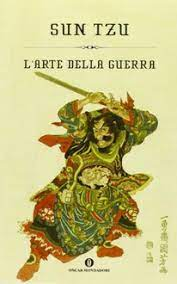 SUN TZU
L'ARTE DELLA GUERRA
OSCAR MONDADORI